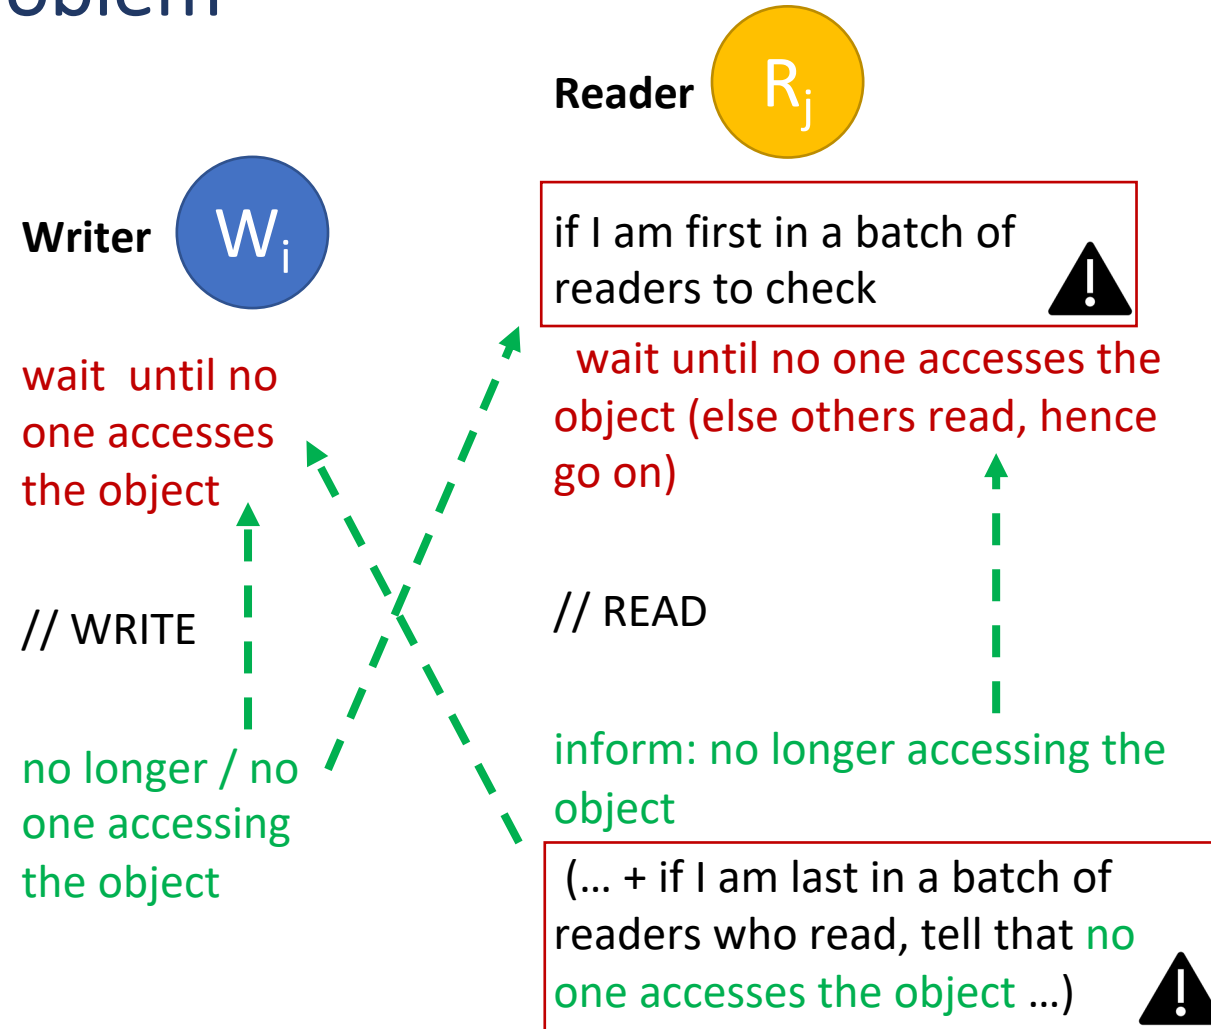 Reader
R
j
Writer
W
i
if I am first in a batch of
readers to check
wait until no
one accesses
the object
wait until no one accesses the
object (else others read, hence
go on)
// WRITE
// READ
no longer / no
one accessing
the object
inform: no longer accessing the
object
(… + if I am last in a batch of
readers who read, tell that no
one accesses the object …)